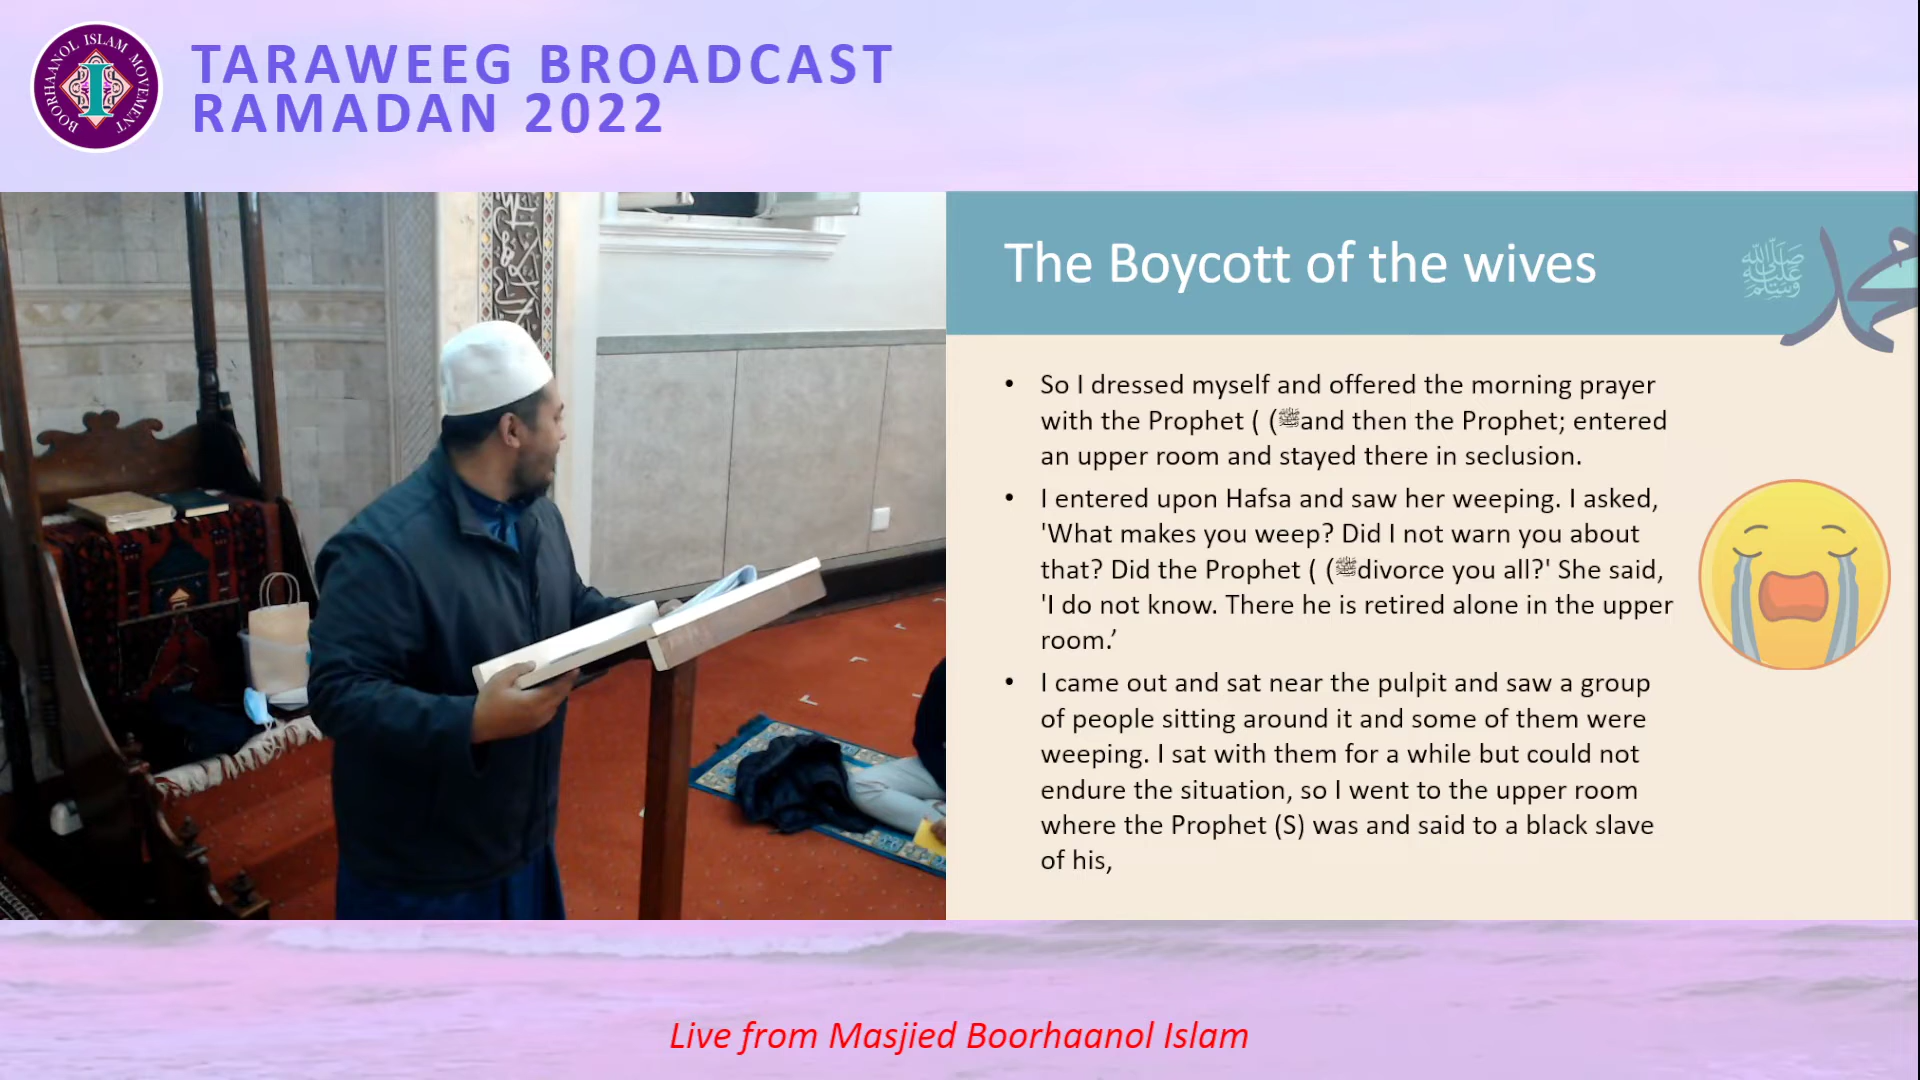 BOORHAANOL ISLAM MOVEMENT
TARAWEEG BROADCAST
RAMADAN 2022
The Boycott of the wives
صلى الله عليه وسلم
محمد
• So I dressed myself and offered the morning prayer
with the Prophet ( (ﷺand then the Prophet; entered
an upper room and stayed there in seclusion.
• I entered upon Hafsa and saw her weeping. I asked,
'What makes you weep? Did I not warn you about
that? Did the Prophet ( (ﷺdivorce you all?' She said,
'I do not know. There he is retired alone in the upper
room.’
• I came out and sat near the pulpit and saw a group
of people sitting around it and some of them were
weeping. I sat with them for a while but could not
endure the situation, so I went to the upper room
where the Prophet (S) was and said to a black slave
of his,
Live from Masjied Boorhaanol Islam